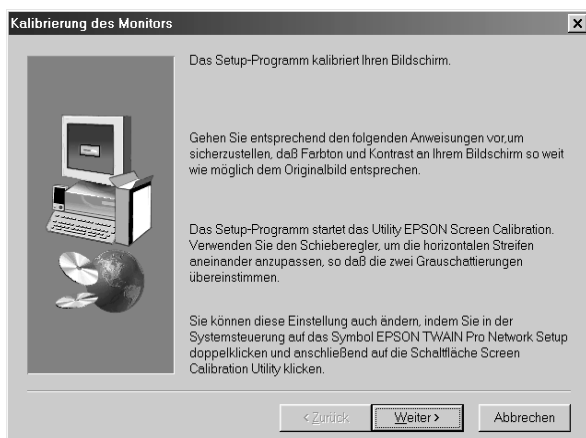 Kalibrierung des Monitors
Das Setup-Programm kalibriert Ihren Bildschirm.
Gehen Sie entsprechend den folgenden Anweisungen vor,um
sicherzustellen, daß Farbton und Kontrast an Ihrem Bildschirm so weit
wie möglich dem Originalbild entsprechen.
Das Setup-Programm startet das Utility EPSON Screen Calibration.
Verwenden Sie den Schieberegler, um die horizontalen Streifen
aneinander anzupassen, so daß die zwei Grauschattierungen
übereinstimmen.
Sie können diese Einstellung auch ändern, indem Sie in der
Systemsteuerung auf das Symbol EPSON TWAIN Pro Network Setup
doppelklicken und anschließend auf die Schaltfläche Screen
Calibration Utility klicken.
< Zurück Weiter > Abbrechen